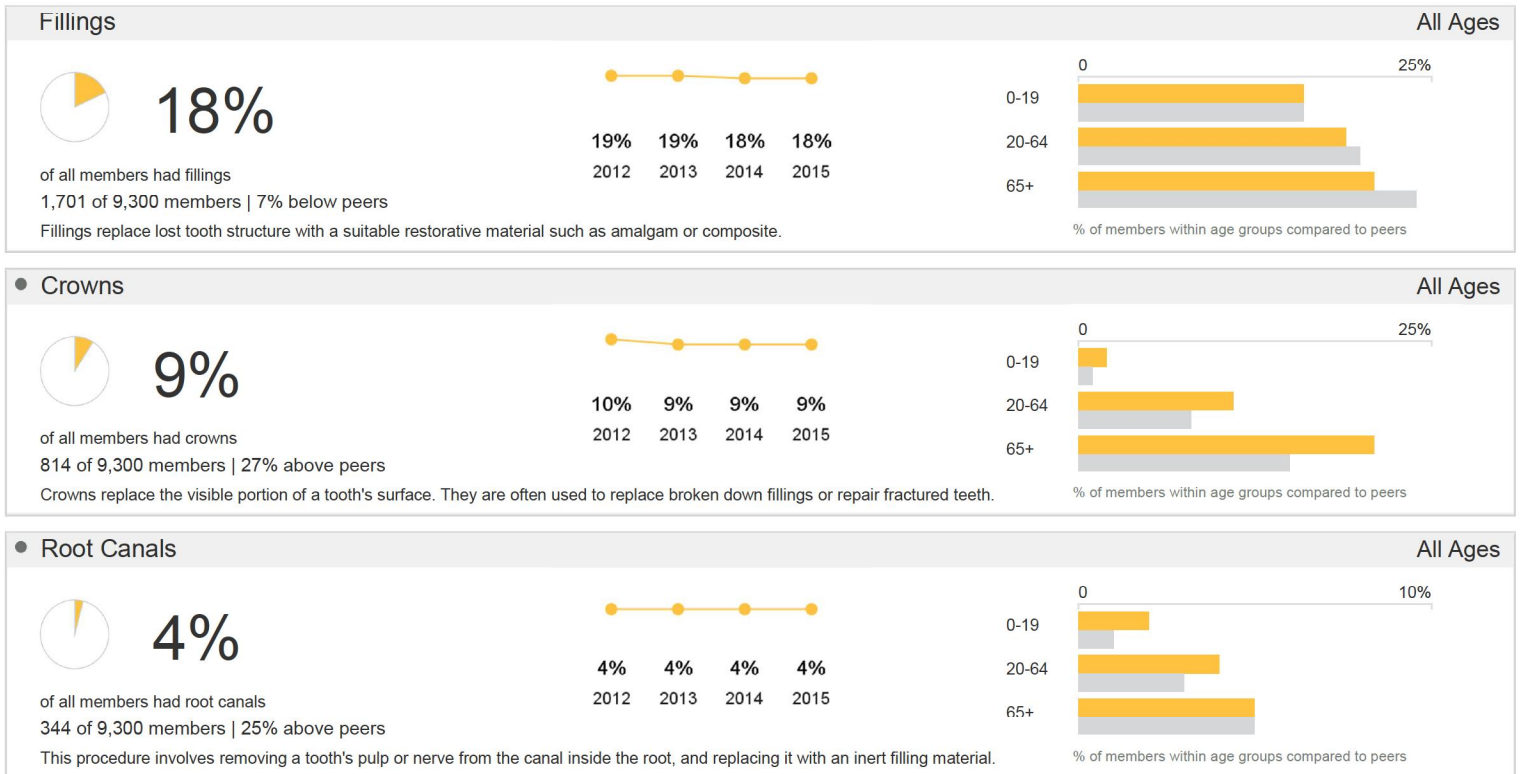 Fillings All Ages
18%
of all members had fillings
1,701 of 9,300 members | 7% below peers
Fillings replace lost tooth structure with a suitable restorative material such as amalgam or composite.
19% 19% 18% 18%
2012 2013 2014 2015
0 25%
0-19
20-64
65+
% of members within age groups compared to peers
Crowns All Ages
9%
of all members had crowns
814 of 9,300 members | 27% above peers
Crowns replace the visible portion of a tooth's surface. They are often used to replace broken down fillings or repair fractured teeth.
10% 9% 9% 9%
2012 2013 2014 2015
0 25%
0-19
20-64
65+
% of members within age groups compared to peers
Root Canals All Ages
4%
of all members had root canals
344 of 9,300 members | 25% above peers
This procedure involves removing a tooth's pulp or nerve from the canal inside the root, and replacing it with an inert filling material.
4% 4% 4% 4%
2012 2013 2014 2015
0 10%
0-19
20-64
65+
% of members within age groups compared to peers